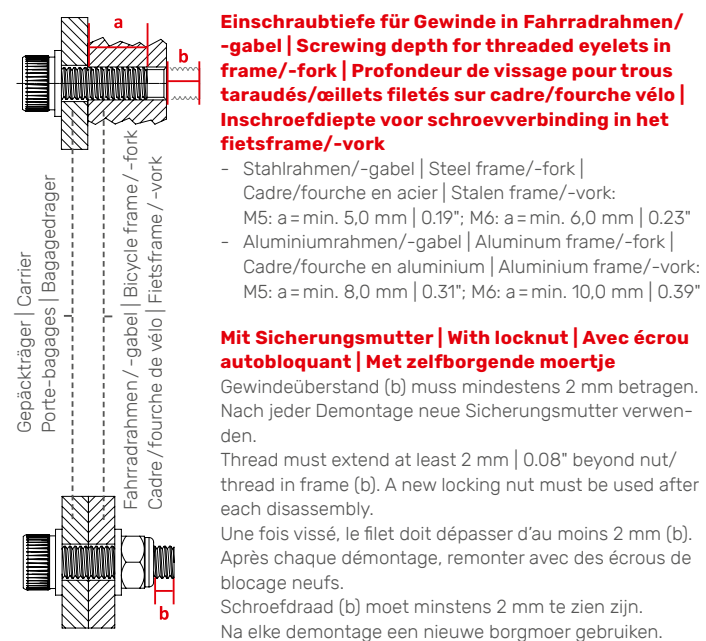 a
b
Gepäckträger | Carrier
Porte-bagages | Bagagedrager
Fahrradrahmen/ -gabel | Bicycle frame/ -fork
Cadre /fourche de vélo | Fietsframe/ -vork
b
Einschraubtiefe für Gewinde in Fahrradrahmen/
-gabel | Screwing depth for threaded eyelets in
frame/-fork | Profondeur de vissage pour trous
taraudés/œillets filetés sur cadre/fourche vélo |
Inschroefdiepte voor schroevverbinding in het
fietsframe/-vork
- Stahlrahmen/-gabel | Steel frame/-fork |
Cadre/fourche en acier | Stalen frame/-vork:
M5: a = min. 5,0 mm | 0.19"; M6: a = min. 6,0 mm | 0.23"
- Aluminiumrahmen/-gabel | Aluminum frame/-fork |
Cadre/fourche en aluminium | Aluminium frame/-vork:
M5: a = min. 8,0 mm | 0.31"; M6: a = min. 10,0 mm | 0.39"
Mit Sicherungsmutter | With locknut | Avec écrou
autobloquant | Met zelfborgende moertje
Gewindeüberstand (b) muss mindestens 2 mm betragen.
Nach jeder Demontage neue Sicherungsmutter verwen-
den.
Thread must extend at least 2 mm | 0.08" beyond nut/
thread in frame (b). A new locking nut must be used after
each disassembly.
Une fois vissé, le filet doit dépasser d'au moins 2 mm (b).
Après chaque démontage, remonter avec des écrous de
blocage neufs.
Schroefdraad (b) moet minstens 2 mm te zien zijn.
Na elke demontage een nieuwe borgmoer gebruiken.